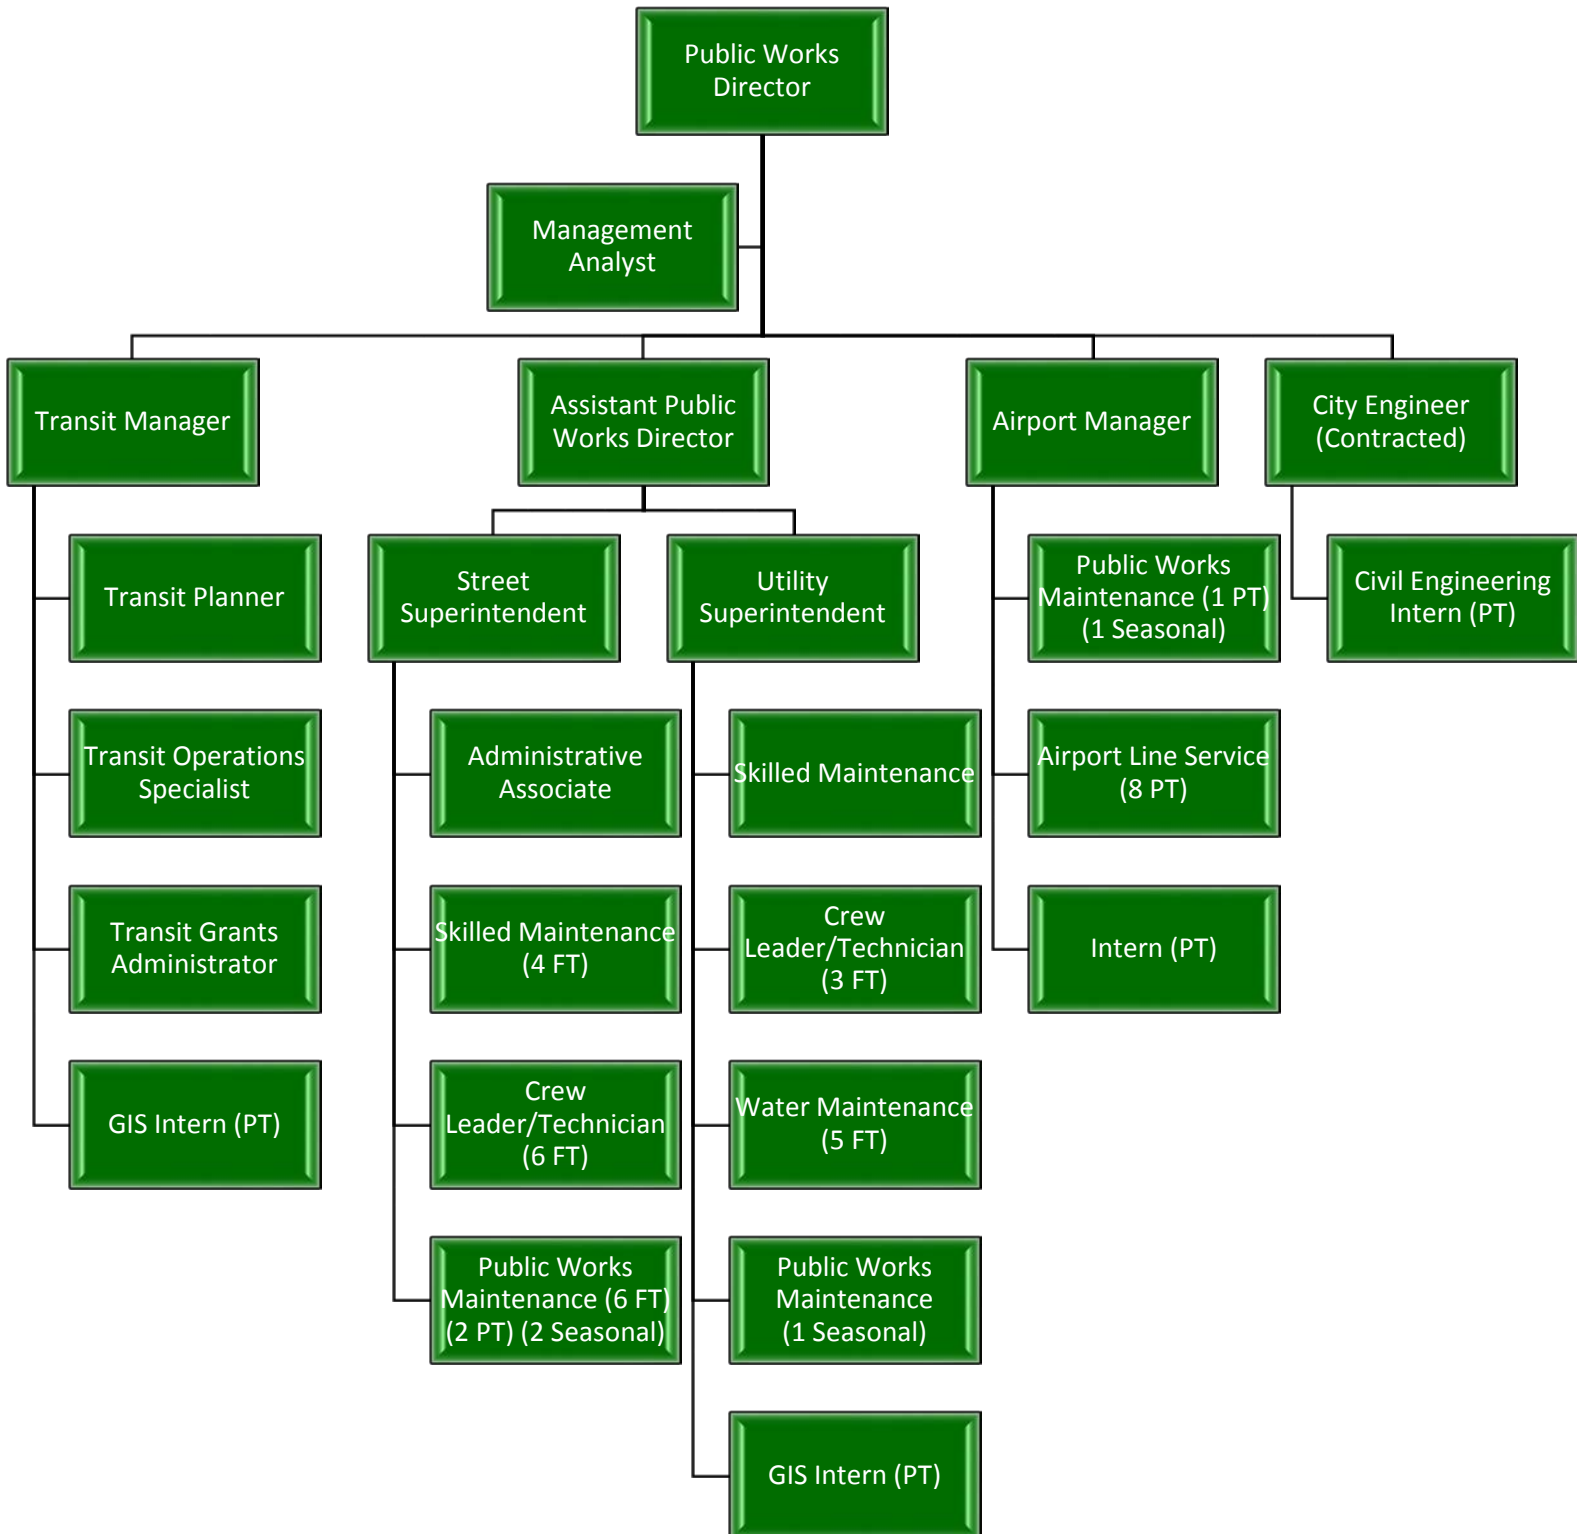 Public Works
Director
Management
Analyst
Transit Manager
Assistant Public
Works Director
Airport Manager
City Engineer
(Contracted)
Transit Planner
Street
Superintendent
Utility
Superintendent
Public Works
Maintenance (1 PT)
(1 Seasonal)
Civil Engineering
Intern (PT)
Transit Operations
Specialist
Administrative
Associate
Skilled Maintenance
Airport Line Service
(8 PT)
Transit Grants
Administrator
Skilled Maintenance
(4 FT)
Crew
Leader/Technician
(3 FT)
Intern (PT)
GIS Intern (PT)
Crew
Leader/Technician
(6 FT)
Water Maintenance
(5 FT)
Public Works
Maintenance (6 FT)
(2 PT) (2 Seasonal)
Public Works
Maintenance
(1 Seasonal)
GIS Intern (PT)